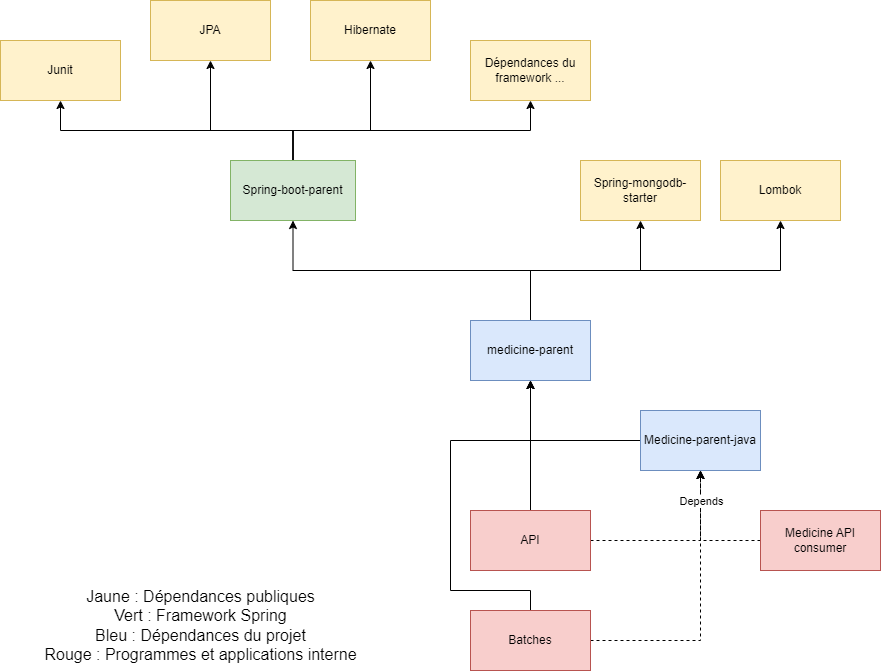 JPA
Hibernate
Junit
Dépendances du
framework ...
Spring-boot-parent
Spring-mongodb-
starter
Lombok
medicine-parent
Medicine-parent-java
Depends
API
Medicine API
consumer
Batches
Jaune : Dépendances publiques
Vert : Framework Spring
Bleu : Dépendances du projet
Rouge : Programmes et applications interne